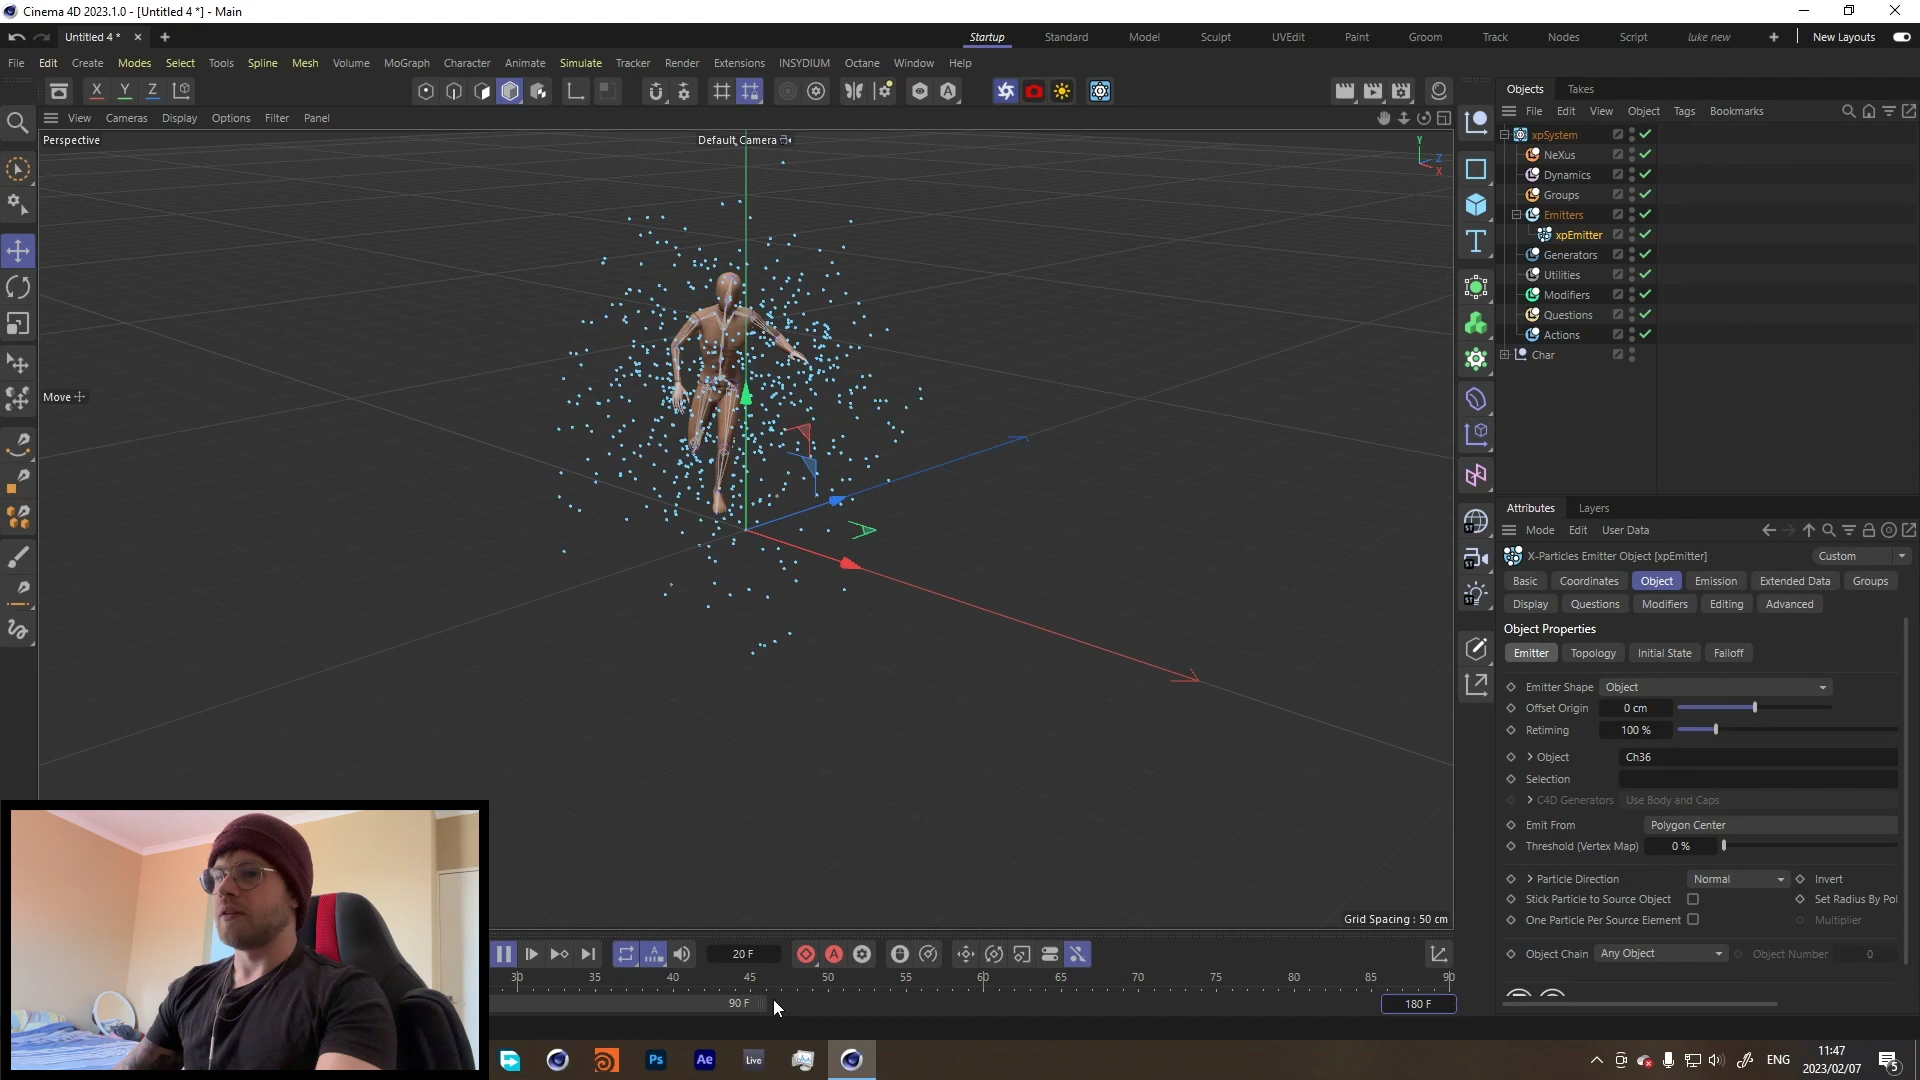 Cinema 4D 2023.1.0 - [Untitled 4 *] - Main
Untitled 4 *
Startup Standard Model Sculpt UVEdit Paint Groom Track Nodes Script luke new New Layouts
File Edit Create Modes Select Tools Spline Mesh Volume MoGraph Character Animate Simulate Tracker Render Extensions INSYDIUM Octane Window Help
X Y Z
View Cameras Display Options Filter Panel
Perspective
Default Camera
Y
Z
X
Move
Grid Spacing : 50 cm
Objects Takes
File Edit View Object Tags Bookmarks
xpSystem
NeXus
Dynamics
Groups
Emitters
xpEmitter
Generators
Utilities
Modifiers
Questions
Actions
Char
Attributes Layers
Mode Edit User Data
X-Particles Emitter Object [xpEmitter] Custom
Basic Coordinates Object Emission Extended Data Groups
Display Questions Modifiers Editing Advanced
Object Properties
Emitter Topology Initial State Falloff
Emitter Shape Object
Offset Origin 0 cm
Retiming 100 %
Object Ch36
Selection
C4D Generators Use Body and Caps
Emit From Polygon Center
Threshold (Vertex Map) 0 %
Particle Direction Normal Invert
Stick Particle to Source Object Set Radius By Pol
One Particle Per Source Element Multiplier
Object Chain Any Object Object Number 0
20 F
30 35 40 45 50 55 60 65 70 75 80 85 90
90 F 180 F
Ps Ae Live
ENG
11:47
2023/02/07
5